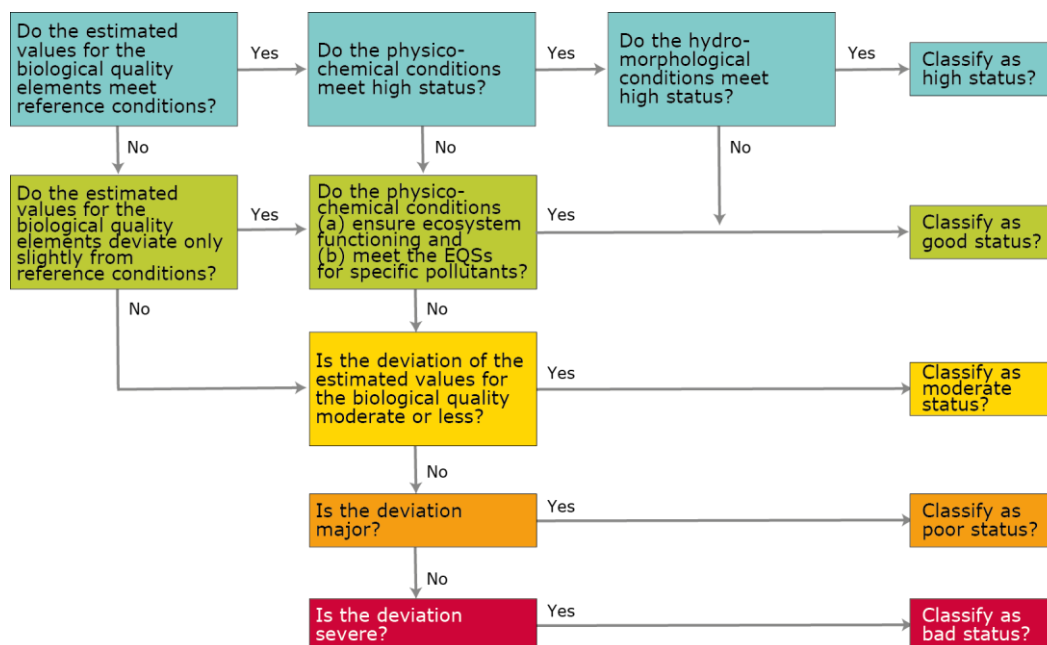 Do the estimated
values for the
biological quality
elements meet
reference conditions?
Yes
Do the physico-
chemical conditions
meet high status?
Yes
Do the hydro-
morphological
conditions meet
high status?
Yes
Classify as
high status?
No
No
No
Do the estimated
values for the
biological quality
elements deviate only
slightly from
reference conditions?
Yes
Do the physico-
chemical conditions
(a) ensure ecosystem
functioning and
(b) meet the EQSs
for specific pollutants?
Yes
Classify as
good status?
No
No
Is the deviation of the
estimated values for
the biological quality
moderate or less?
Yes
Classify as
moderate
status?
No
Is the deviation
major?
Yes
Classify as
poor status?
No
Is the deviation
severe?
Yes
Classify as
bad status?